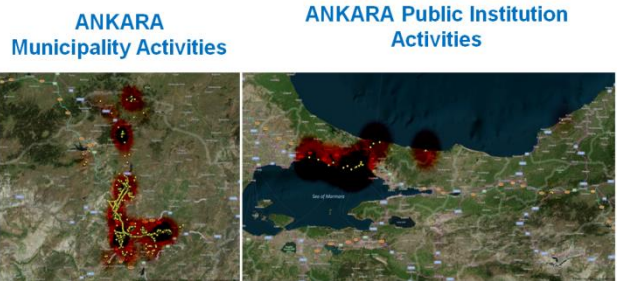 ANKARA
Municipality Activities
ANKARA Public Institution
Activities
Sea of Marmara